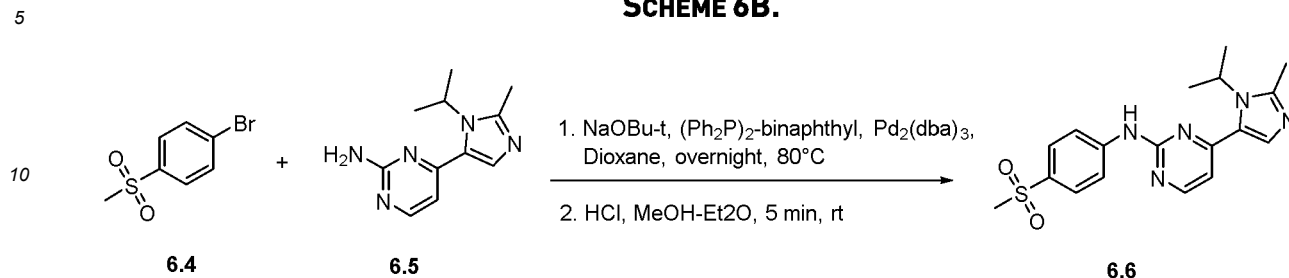 SCHEME 6B.
5
10
Br
O
S
O
+
H2N
N
N
N
N
1. NaOBu-t, (Ph2P)2-binaphthyl, Pd2(dba)3,
Dioxane, overnight, 80°C
2. HCl, MeOH-Et2O, 5 min, rt
H
N
N
N
N
N
O
S
O
6.4
6.5
6.6